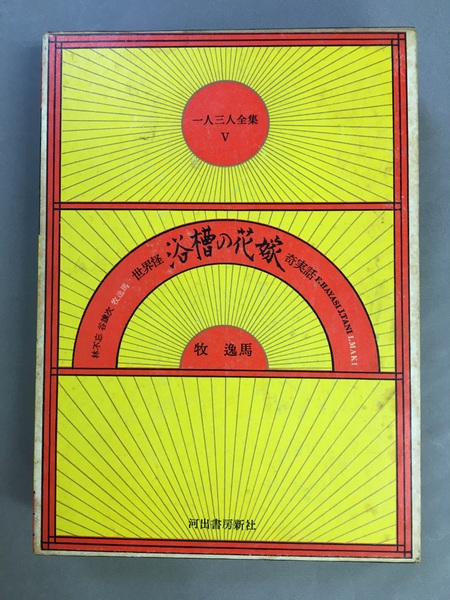 一人三人全集
V
林不忘 谷譲次 牧逸馬 世界怪 浴槽の花嫁 奇実話 F.HAYASI J.TANI I.MAKI
牧 逸馬
河出書房新社